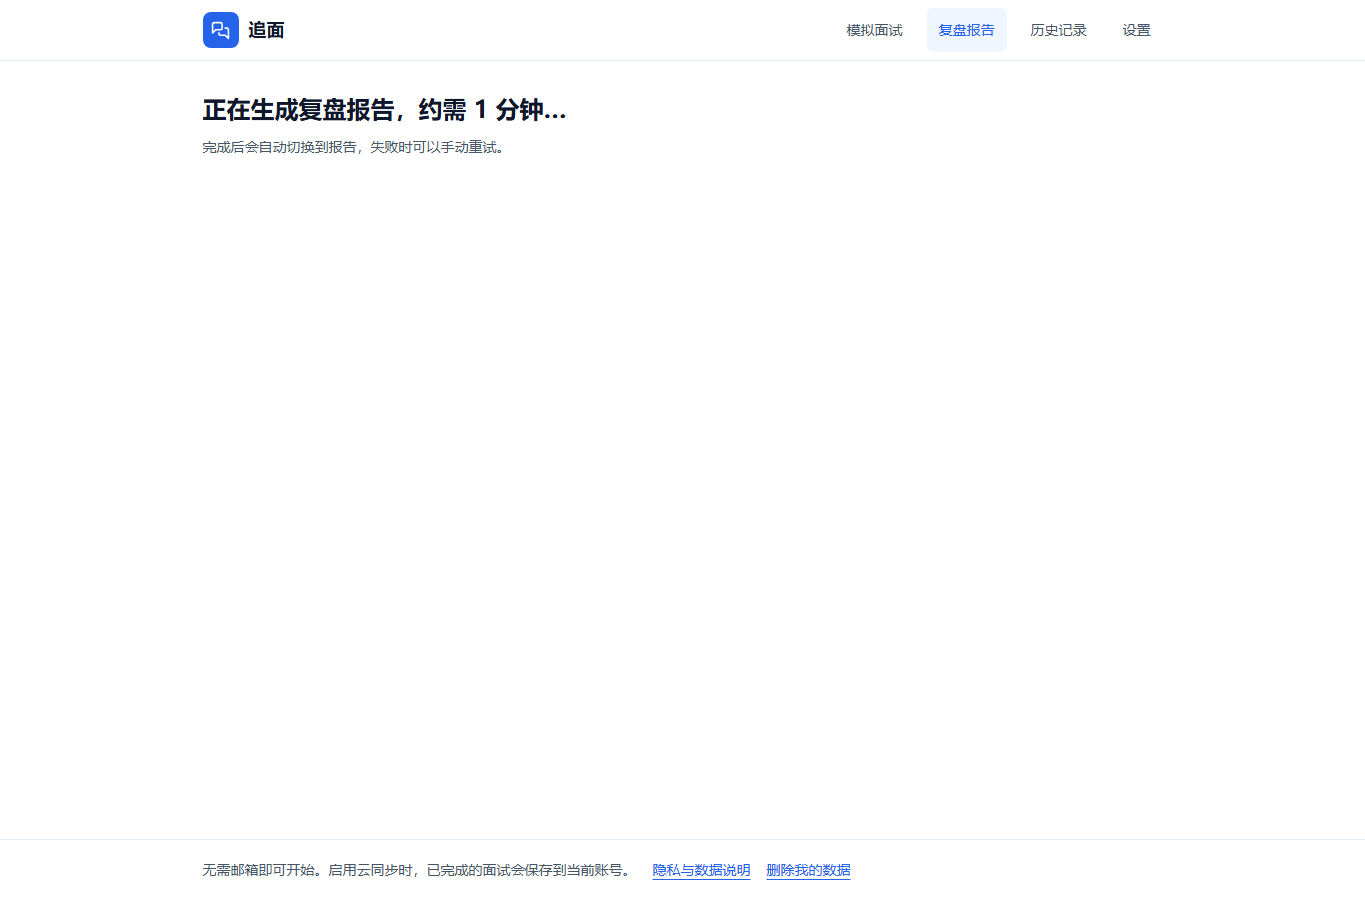 追面
模拟面试
复盘报告
历史记录
设置
正在生成复盘报告，约需 1 分钟…
完成后会自动切换到报告，失败时可以手动重试。
无需邮箱即可开始。启用云同步时，已完成的面试会保存到当前账号。 隐私与数据说明 删除我的数据